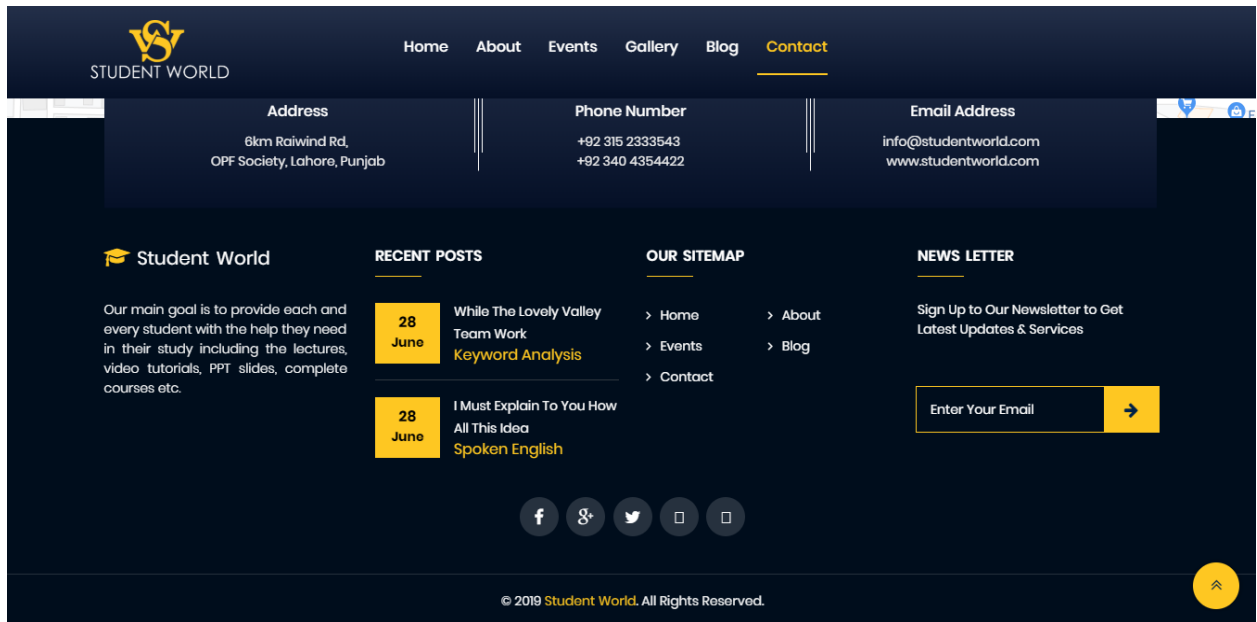 STUDENT WORLD
Home About Events Gallery Blog Contact
Address
6km Raiwind Rd,
OPF Society, Lahore, Punjab
Phone Number
+92 315 2333543
+92 340 4354422
Email Address
info@studentworld.com
www.studentworld.com
E
Student World
Our main goal is to provide each and
every student with the help they need
in their study including the lectures,
video tutorials, PPT slides, complete
courses etc.
RECENT POSTS
28
June
While The Lovely Valley
Team Work
Keyword Analysis
28
June
I Must Explain To You How
All This Idea
Spoken English
OUR SITEMAP
> Home
> About
> Events
> Blog
> Contact
NEWS LETTER
Sign Up to Our Newsletter to Get
Latest Updates & Services
Enter Your Email
© 2019 Student World. All Rights Reserved.